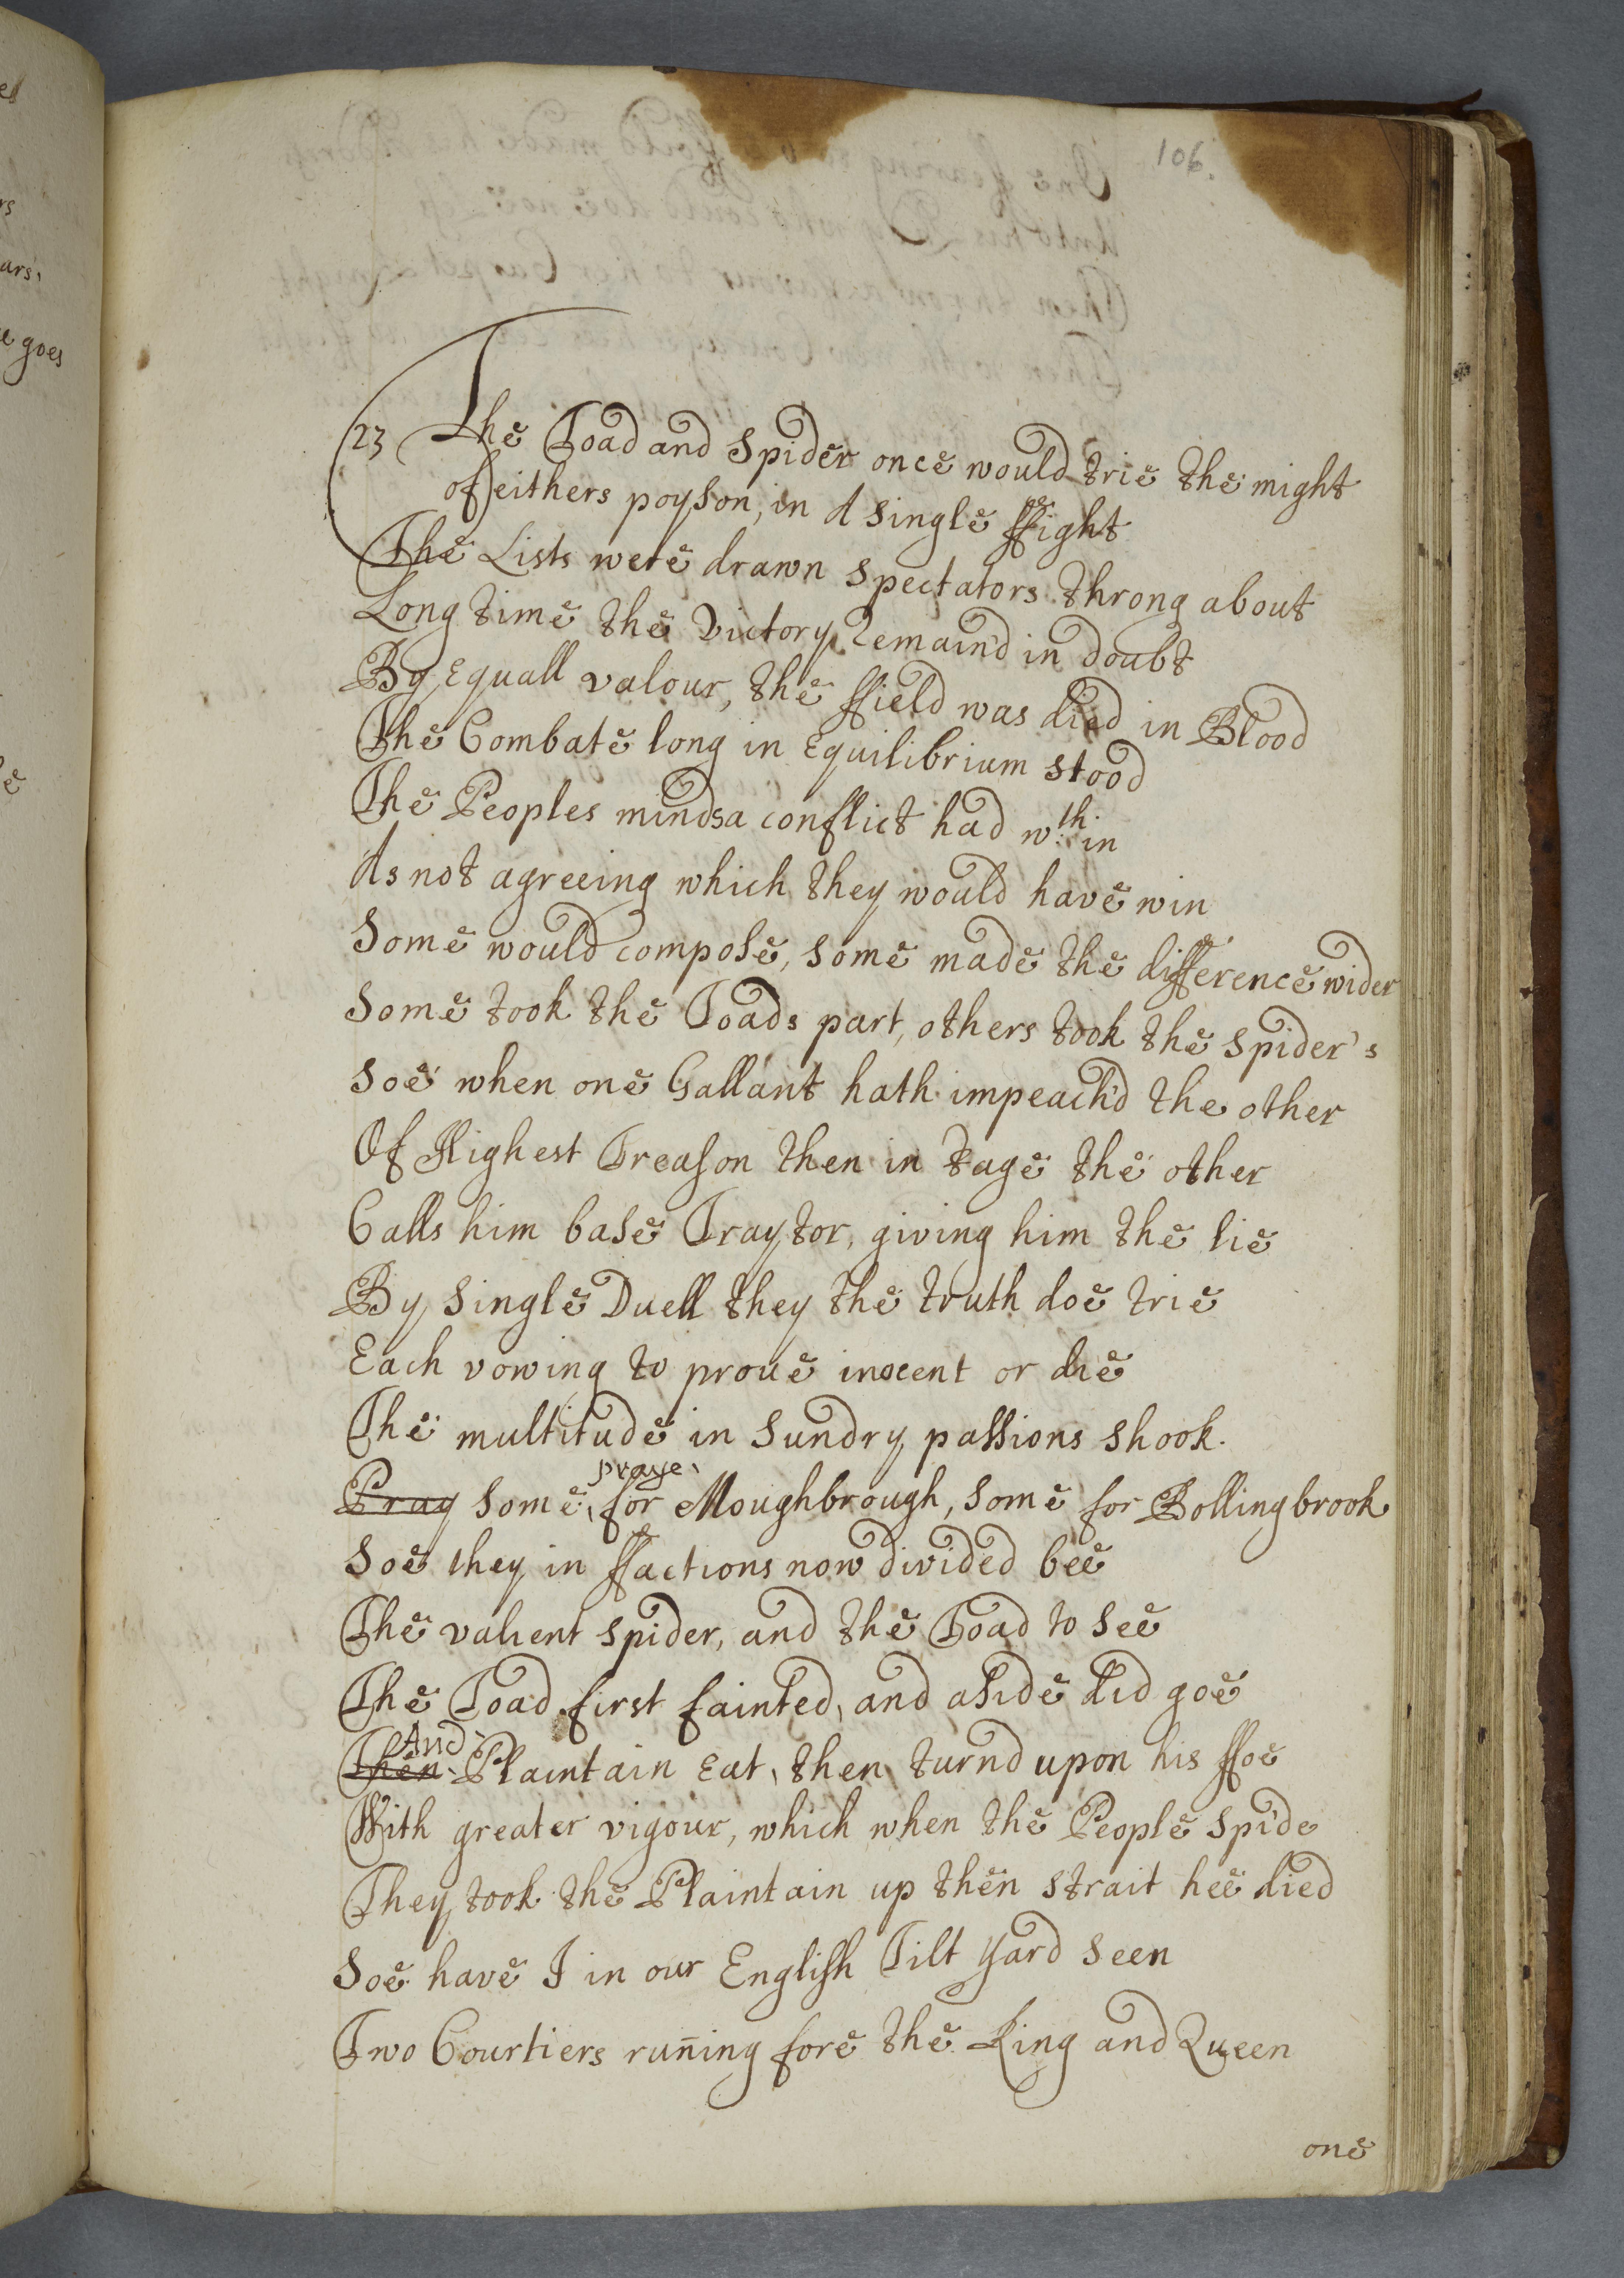 106.
23 The Toad and Spider once would trie the might
of eithers poyson, in A single ffight
The Lists were drawn Spectators throng about
Long time the Victory Remain'd in doubt
By Equall valour, the ffield was died in Blood
The Combate long in Equilibrium stood
The Peoples minds a conflict had wth.in
As not agreeing which they would have win
Some would compose, some made the difference wider
Some took the Toads part, others took the Spider's
Soe when one Gallant hath impeach'd the other
Of Highest Treason then in Rage the other
Calls him base Traytor, giving him the lie
By single Duell they the truth doe trie
Each vowing to proue inocent or die
The multitude in Sundry passions shook.
Pray Some praye for Moughbrough, Some for Bollingbrook
Soe they in ffactions now divided bee
The valient Spider, and the Toad to see
The Toad first fainted, and aside did goe
Then And Plaintain Eat, then turnd upon his ffoe
With greater vigour, which when the People spi'de
They took the Plaintain up then strait hee died
Soe have I in our English Tilt Yard seen
Two Courtiers runīng fore the King and Queen
one
goes